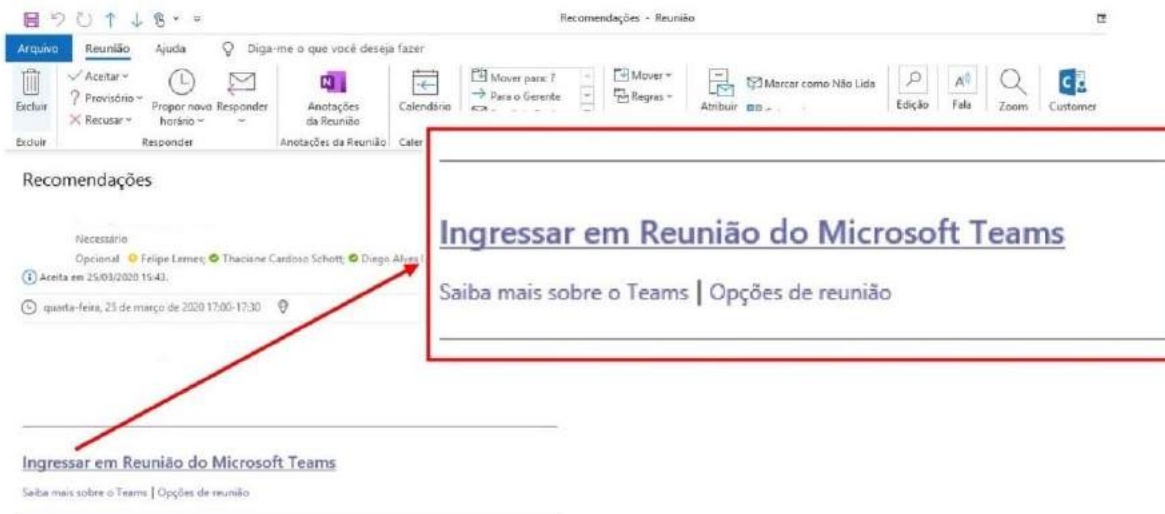 Recomendações - Reunião
Arquivo Reunião Ajuda Diga-me o que você deseja fazer
Excluir
Aceitar
Provisório
Recusar
Propor novo horário
Responder
Anotações da Reunião
Calendário
Mover para: ?
Para o Gerente
Mover
Regras
Atribuir
Marcar como Não Lida
Edição
Fala
Zoom
Customer
Excluir Responder Anotações da Reunião Caler
Recomendações
Necessário
Opcional Felipe Lemes; Thaciane Cardoso Schott; Diego Alves
Aceita em 25/03/2020 15:43.
quarta-feira, 25 de março de 2020 17:00-17:30
Ingressar em Reunião do Microsoft Teams
Saiba mais sobre o Teams | Opções de reunião
Ingressar em Reunião do Microsoft Teams
Saiba mais sobre o Teams | Opções de reunião